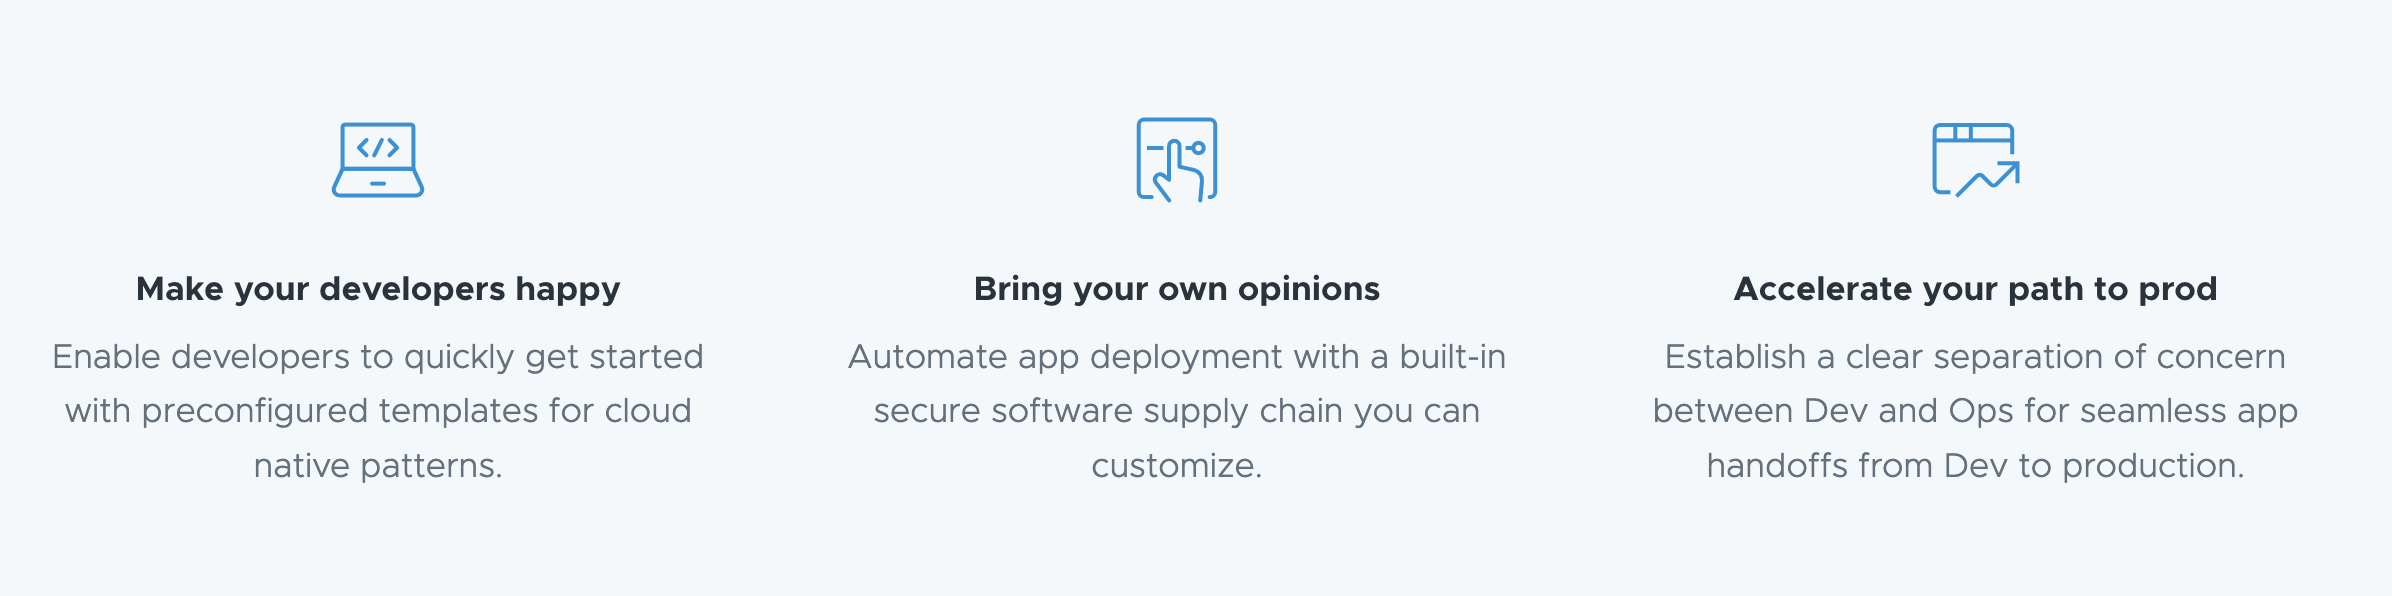 Make your developers happy
Enable developers to quickly get started
with preconfigured templates for cloud
native patterns.
Bring your own opinions
Automate app deployment with a built-in
secure software supply chain you can
customize.
Accelerate your path to prod
Establish a clear separation of concern
between Dev and Ops for seamless app
handoffs from Dev to production.